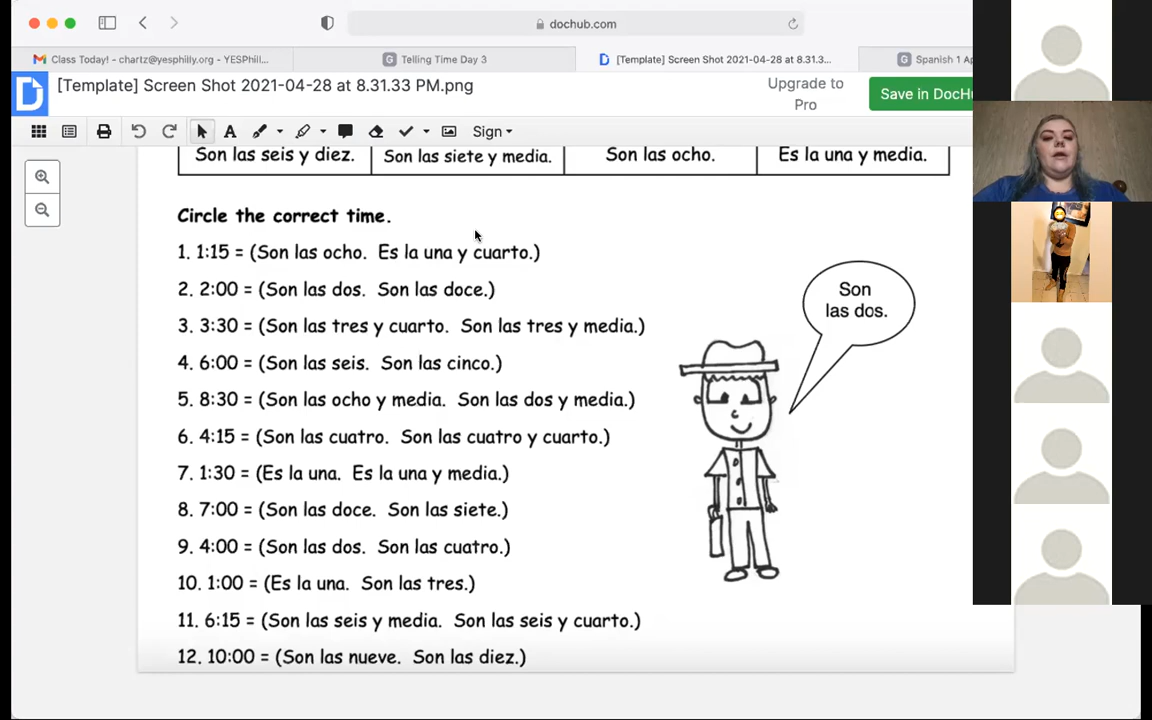 dochub.com
Class Today! - chartz@yesphilly.org - YESPhill...
Telling Time Day 3
[Template] Screen Shot 2021-04-28 at 8.31.3...
Spanish 1 Ap
[Template] Screen Shot 2021-04-28 at 8.31.33 PM.png
Upgrade to
Pro
Save in DocHu
Sign
Son las seis y diez. Son las siete y media. Son las ocho. Es la una y media.
Circle the correct time.
1. 1:15 = (Son las ocho. Es la una y cuarto.)
2. 2:00 = (Son las dos. Son las doce.)
3. 3:30 = (Son las tres y cuarto. Son las tres y media.)
4. 6:00 = (Son las seis. Son las cinco.)
5. 8:30 = (Son las ocho y media. Son las dos y media.)
6. 4:15 = (Son las cuatro. Son las cuatro y cuarto.)
7. 1:30 = (Es la una. Es la una y media.)
8. 7:00 = (Son las doce. Son las siete.)
9. 4:00 = (Son las dos. Son las cuatro.)
10. 1:00 = (Es la una. Son las tres.)
11. 6:15 = (Son las seis y media. Son las seis y cuarto.)
12. 10:00 = (Son las nueve. Son las diez.)
Son
las dos.